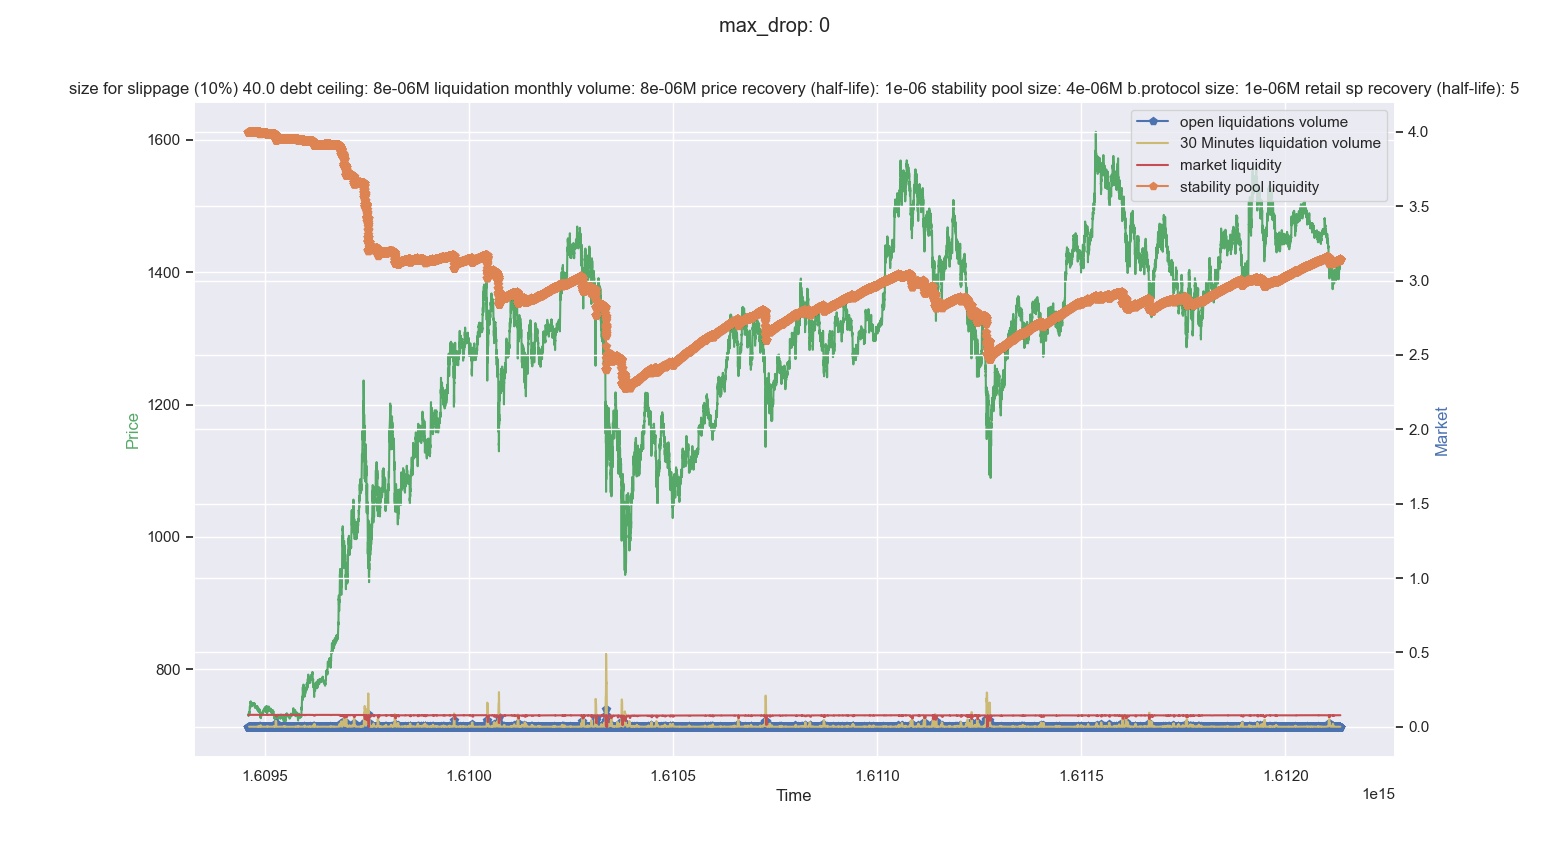 max_drop: 0
size for slippage (10%) 40.0 debt ceiling: 8e-06M liquidation monthly volume: 8e-06M price recovery (half-life): 1e-06 stability pool size: 4e-06M b.protocol size: 1e-06M retail sp recovery (half-life): 5
open liquidations volume
30 Minutes liquidation volume
market liquidity
stability pool liquidity
1600
1400
1200
1000
800
Price
4.0
3.5
3.0
2.5
2.0
1.5
1.0
0.5
0.0
Market
1.6095 1.6100 1.6105 1.6110 1.6115 1.6120
1e15
Time